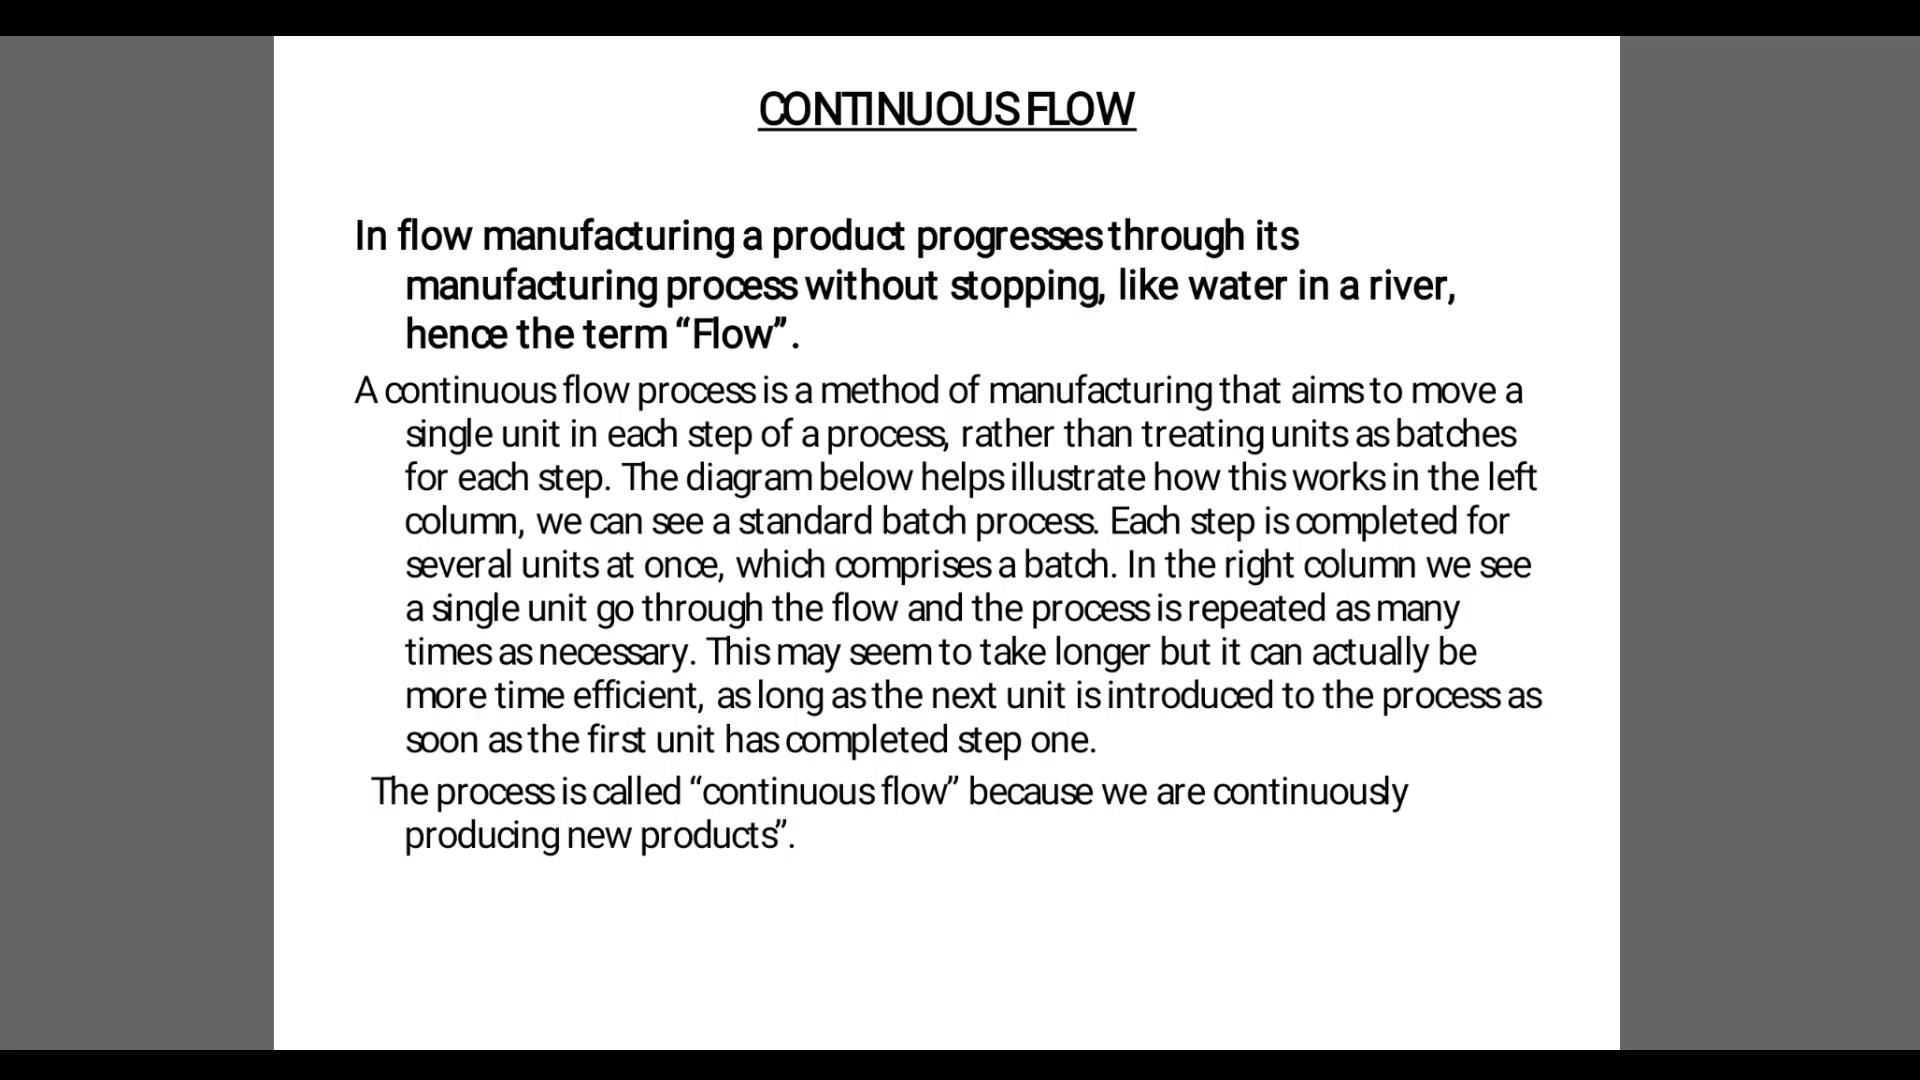 CONTINUOUS FLOW
In flow manufacturing a product progresses through its
manufacturing process without stopping, like water in a river,
hence the term “Flow”.
A continuous flow process is a method of manufacturing that aims to move a
single unit in each step of a process, rather than treating units as batches
for each step. The diagram below helps illustrate how this works in the left
column, we can see a standard batch process. Each step is completed for
several units at once, which comprises a batch. In the right column we see
a single unit go through the flow and the process is repeated as many
times as necessary. This may seem to take longer but it can actually be
more time efficient, as long as the next unit is introduced to the process as
soon as the first unit has completed step one.
The process is called “continuous flow” because we are continuously
producing new products”.